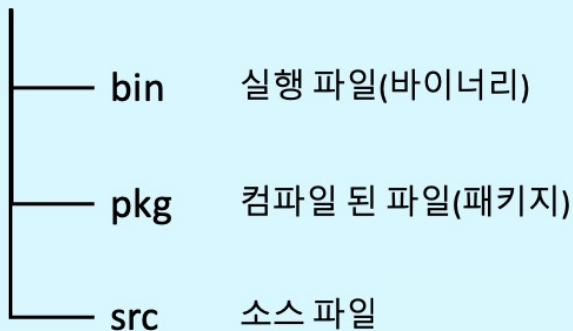 bin 실행 파일(바이너리)
pkg 컴파일 된 파일(패키지)
src 소스 파일